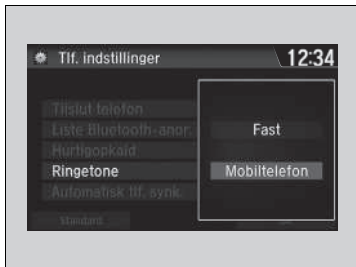 Tlf. indstillinger
12:34
Tilslut telefon
Liste Bluetooth-anor.
Hurtigopkald
Ringetone
Automatisk tlf. synk.
Fast
Mobiltelefon
Standard